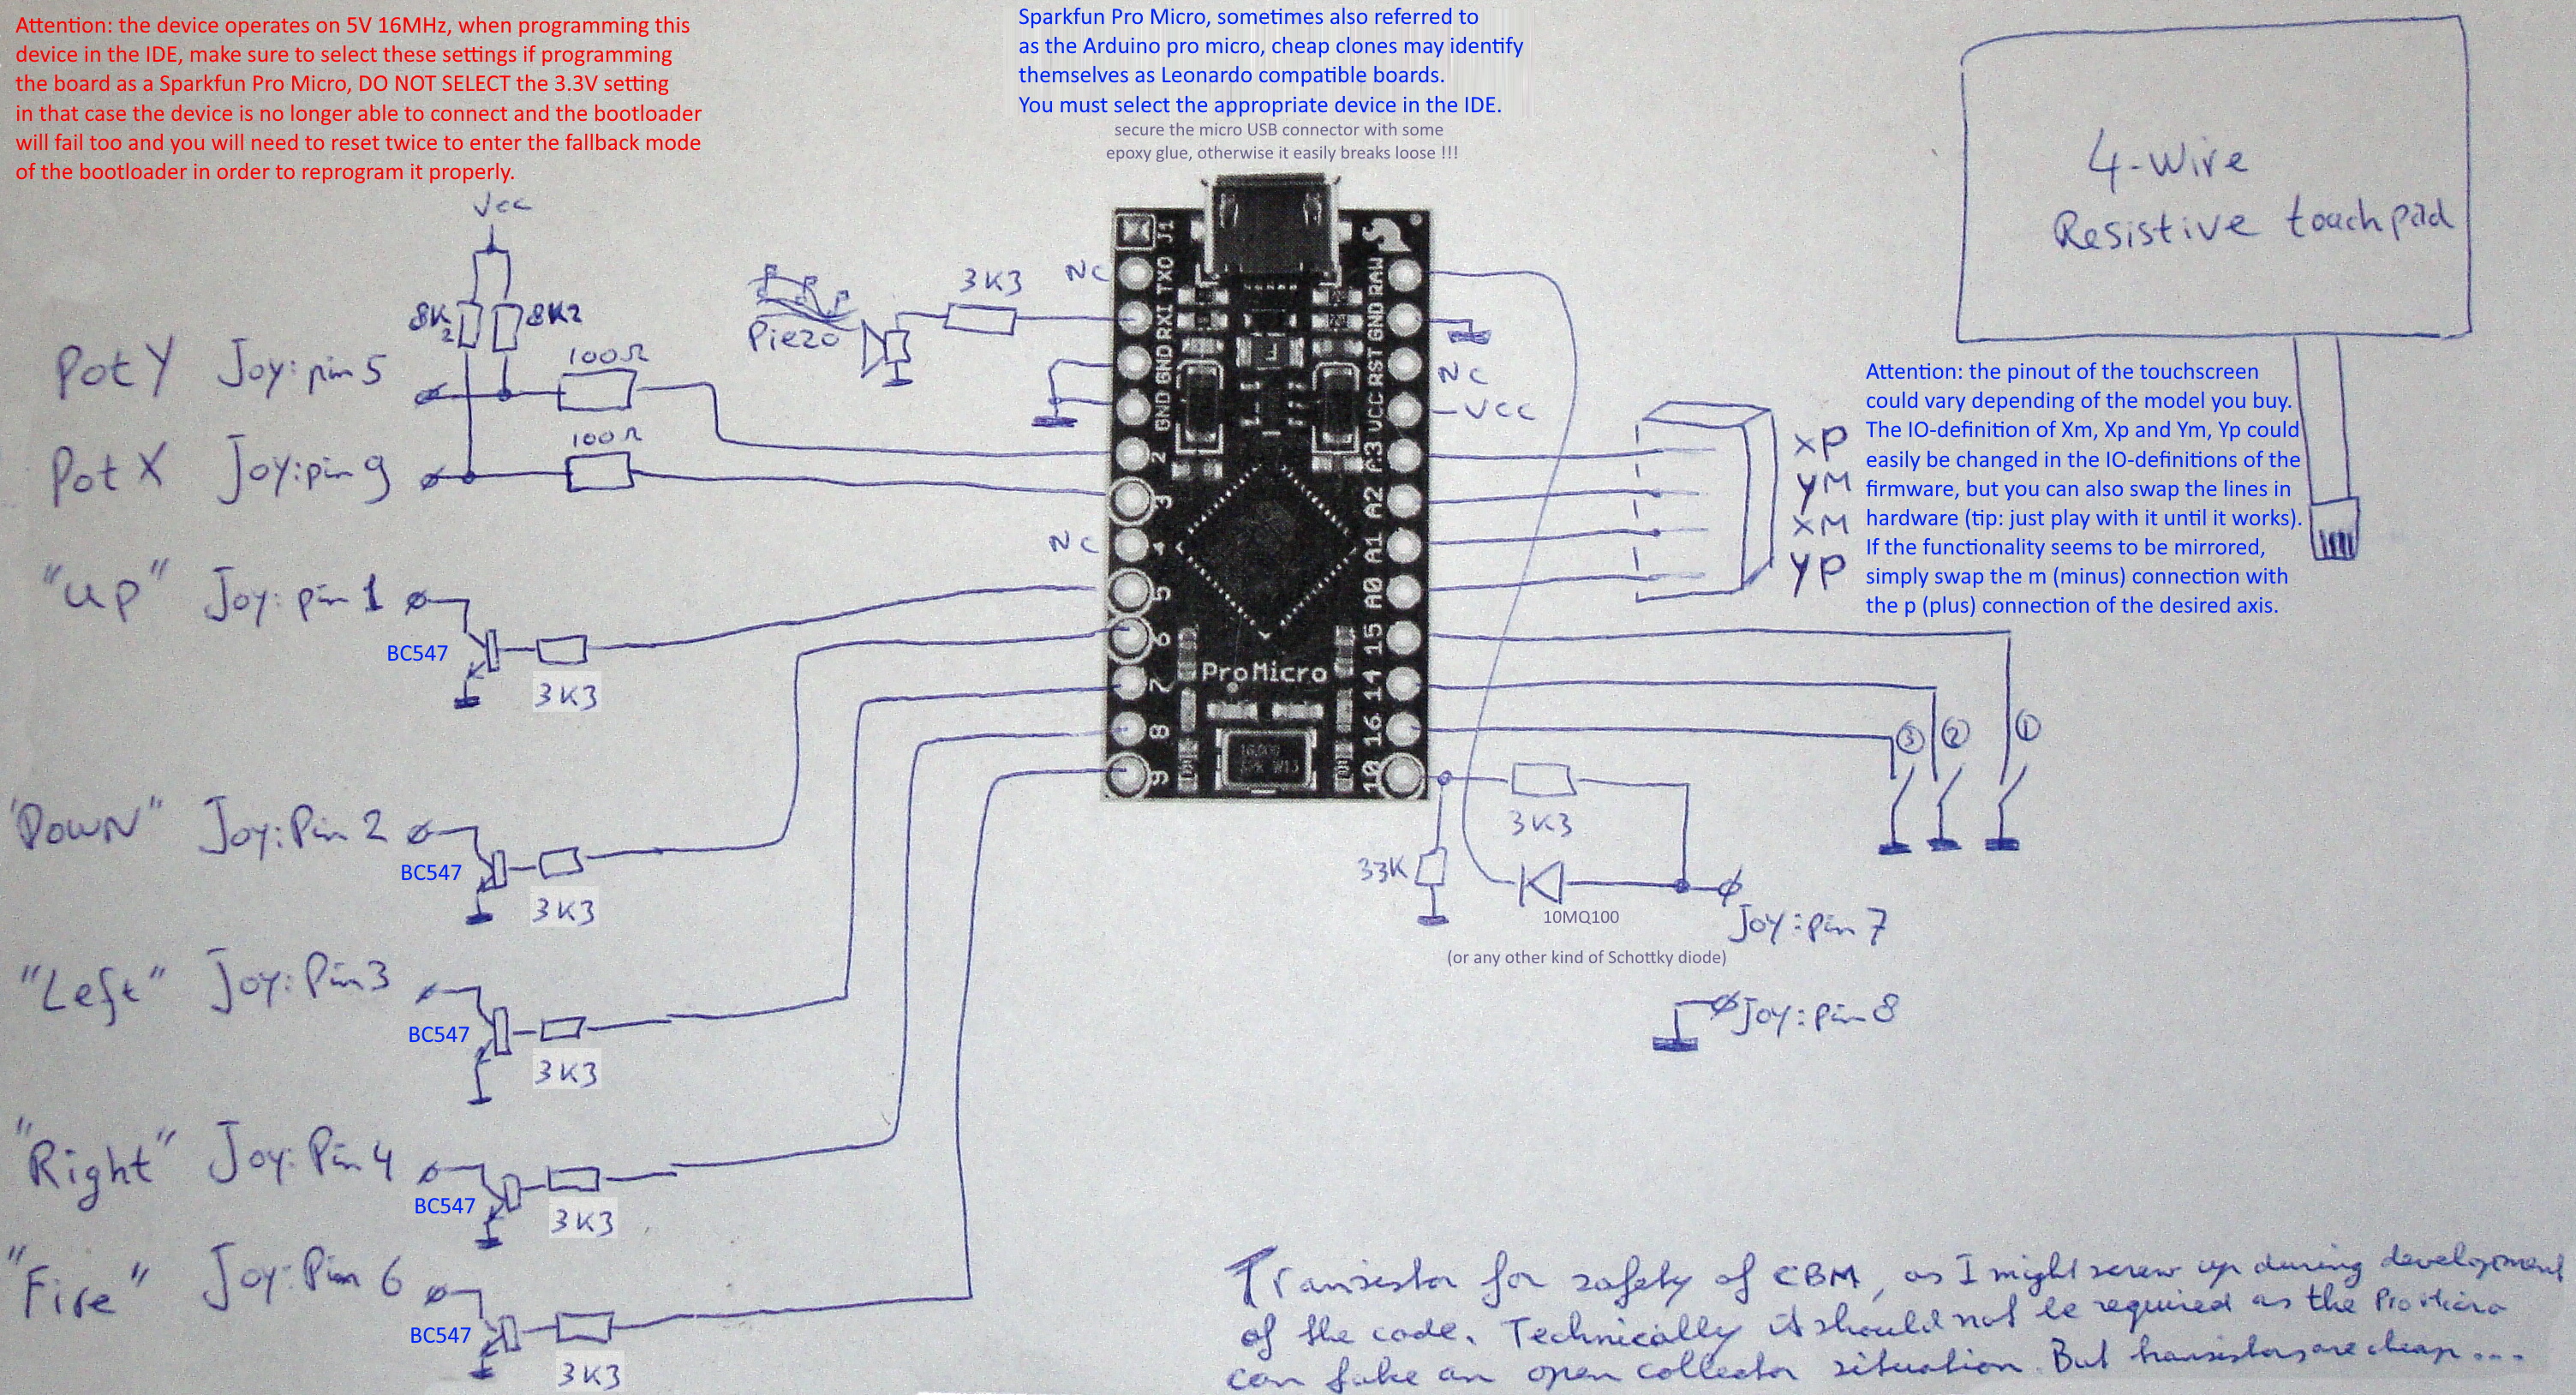 Attention: the device operates on 5V 16MHz, when programming this
device in the IDE, make sure to select these settings if programming
the board as a Sparkfun Pro Micro, DO NOT SELECT the 3.3V setting
in that case the device is no longer able to connect and the bootloader
will fail too and you will need to reset twice to enter the fallback mode
of the bootloader in order to reprogram it properly.
Sparkfun Pro Micro, sometimes also referred to
as the Arduino pro micro, cheap clones may identify
themselves as Leonardo compatible boards.
You must select the appropriate device in the IDE.
secure the micro USB connector with some
epoxy glue, otherwise it easily breaks loose !!!
4-Wire
Resistive touchpad
Vcc
8K2
8K2
Pot Y Joy: pin 5
100Ω
Pot X Joy: pin 9
100Ω
"up" Joy: pin 1
BC547
3K3
"Down" Joy: Pin 2
BC547
3K3
"Left" Joy: Pin 3
BC547
3K3
"Right" Joy: Pin 4
BC547
3K3
"Fire" Joy: Pin 6
BC547
3K3
Piezo
3K3
NC
NC
J1
TXO
RXI
GND
GND
2
3
4
5
6
7
8
9
RAW
GND
RST
VCC
A3
A2
A1
A0
15
14
16
10
ProMicro
16.000
NC
VCC
XP
YM
XM
YP
Attention: the pinout of the touchscreen
could vary depending of the model you buy.
The IO-definition of Xm, Xp and Ym, Yp could
easily be changed in the IO-definitions of the
firmware, but you can also swap the lines in
hardware (tip: just play with it until it works).
If the functionality seems to be mirrored,
simply swap the m (minus) connection with
the p (plus) connection of the desired axis.
③ ② ①
3K3
33K
10MQ100
(or any other kind of Schottky diode)
Joy: pin 7
Joy: pin 8
Transistor for safety of CBM, as I might screw up during development
of the code. Technically it should not be required as the ProMicro
can fake an open collector situation. But transistors are cheap...